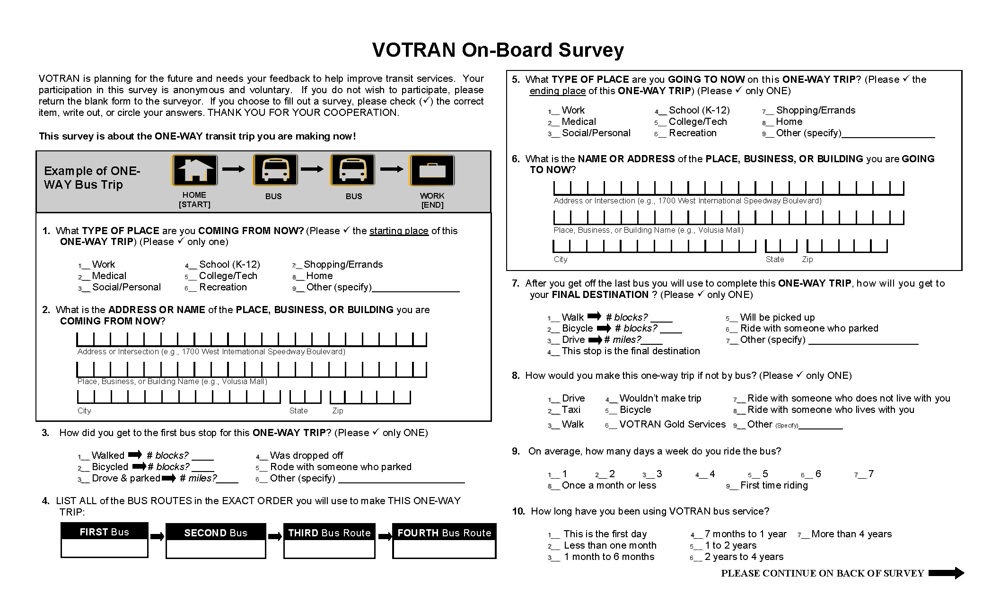 VOTRAN On-Board Survey
VOTRAN is planning for the future and needs your feedback to help improve transit services. Your
participation in this survey is anonymous and voluntary. If you do not wish to participate, please
return the blank form to the surveyor. If you choose to fill out a survey, please check (✓) the correct
item, write out, or circle your answers. THANK YOU FOR YOUR COOPERATION.
This survey is about the ONE-WAY transit trip you are making now!
Example of ONE-
WAY Bus Trip
HOME
[START]
BUS
BUS
WORK
[END]
1. What TYPE OF PLACE are you COMING FROM NOW? (Please ✓ the starting place of this
ONE-WAY TRIP) (Please ✓ only one)
1__ Work 4__ School (K-12) 7__ Shopping/Errands
2__ Medical 5__ College/Tech 8__ Home
3__ Social/Personal 6__ Recreation 9__ Other (specify)________________
2. What is the ADDRESS OR NAME of the PLACE, BUSINESS, OR BUILDING you are
COMING FROM NOW?
Address or Intersection (e.g., 1700 West International Speedway Boulevard)
Place, Business, or Building Name (e.g., Volusia Mall)
City State Zip
3. How did you get to the first bus stop for this ONE-WAY TRIP? (Please ✓ only ONE)
1__ Walked # blocks? ____ 4__ Was dropped off
2__ Bicycled # blocks? ____ 5__ Rode with someone who parked
3__ Drove & parked # miles?____ 6__ Other (specify) _______________________
4. LIST ALL of the BUS ROUTES in the EXACT ORDER you will use to make THIS ONE-WAY
TRIP:
FIRST Bus SECOND Bus THIRD Bus Route FOURTH Bus Route
5. What TYPE OF PLACE are you GOING TO NOW on this ONE-WAY TRIP? (Please ✓ the
ending place of this ONE-WAY TRIP) (Please ✓ only ONE)
1__ Work 4__ School (K-12) 7__ Shopping/Errands
2__ Medical 5__ College/Tech 8__ Home
3__ Social/Personal 6__ Recreation 9__ Other (specify)_________________
6. What is the NAME OR ADDRESS of the PLACE, BUSINESS, OR BUILDING you are GOING
TO NOW?
Address or Intersection (e.g., 1700 West International Speedway Boulevard)
Place, Business, or Building Name (e.g., Volusia Mall)
City State Zip
7. After you get off the last bus you will use to complete this ONE-WAY TRIP, how will you get to
your FINAL DESTINATION ? (Please ✓ only ONE)
1__ Walk # blocks? ____ 5__ Will be picked up
2__ Bicycle # blocks? ____ 6__ Ride with someone who parked
3__ Drive # miles?____ 7__ Other (specify) ____________________
4__ This stop is the final destination
8. How would you make this one-way trip if not by bus? (Please ✓ only ONE)
1__ Drive 4__ Wouldn't make trip 7__ Ride with someone who does not live with you
2__ Taxi 5__ Bicycle 8__ Ride with someone who lives with you
3__ Walk 6__ VOTRAN Gold Services 9__ Other (Specify)________
9. On average, how many days a week do you ride the bus?
1__ 1 2__ 2 3__ 3 4__ 4 5__ 5 6__ 6 7__ 7
8__ Once a month or less 9__ First time riding
10. How long have you been using VOTRAN bus service?
1__ This is the first day 4__ 7 months to 1 year 7__ More than 4 years
2__ Less than one month 5__ 1 to 2 years
3__ 1 month to 6 months 6__ 2 years to 4 years
PLEASE CONTINUE ON BACK OF SURVEY